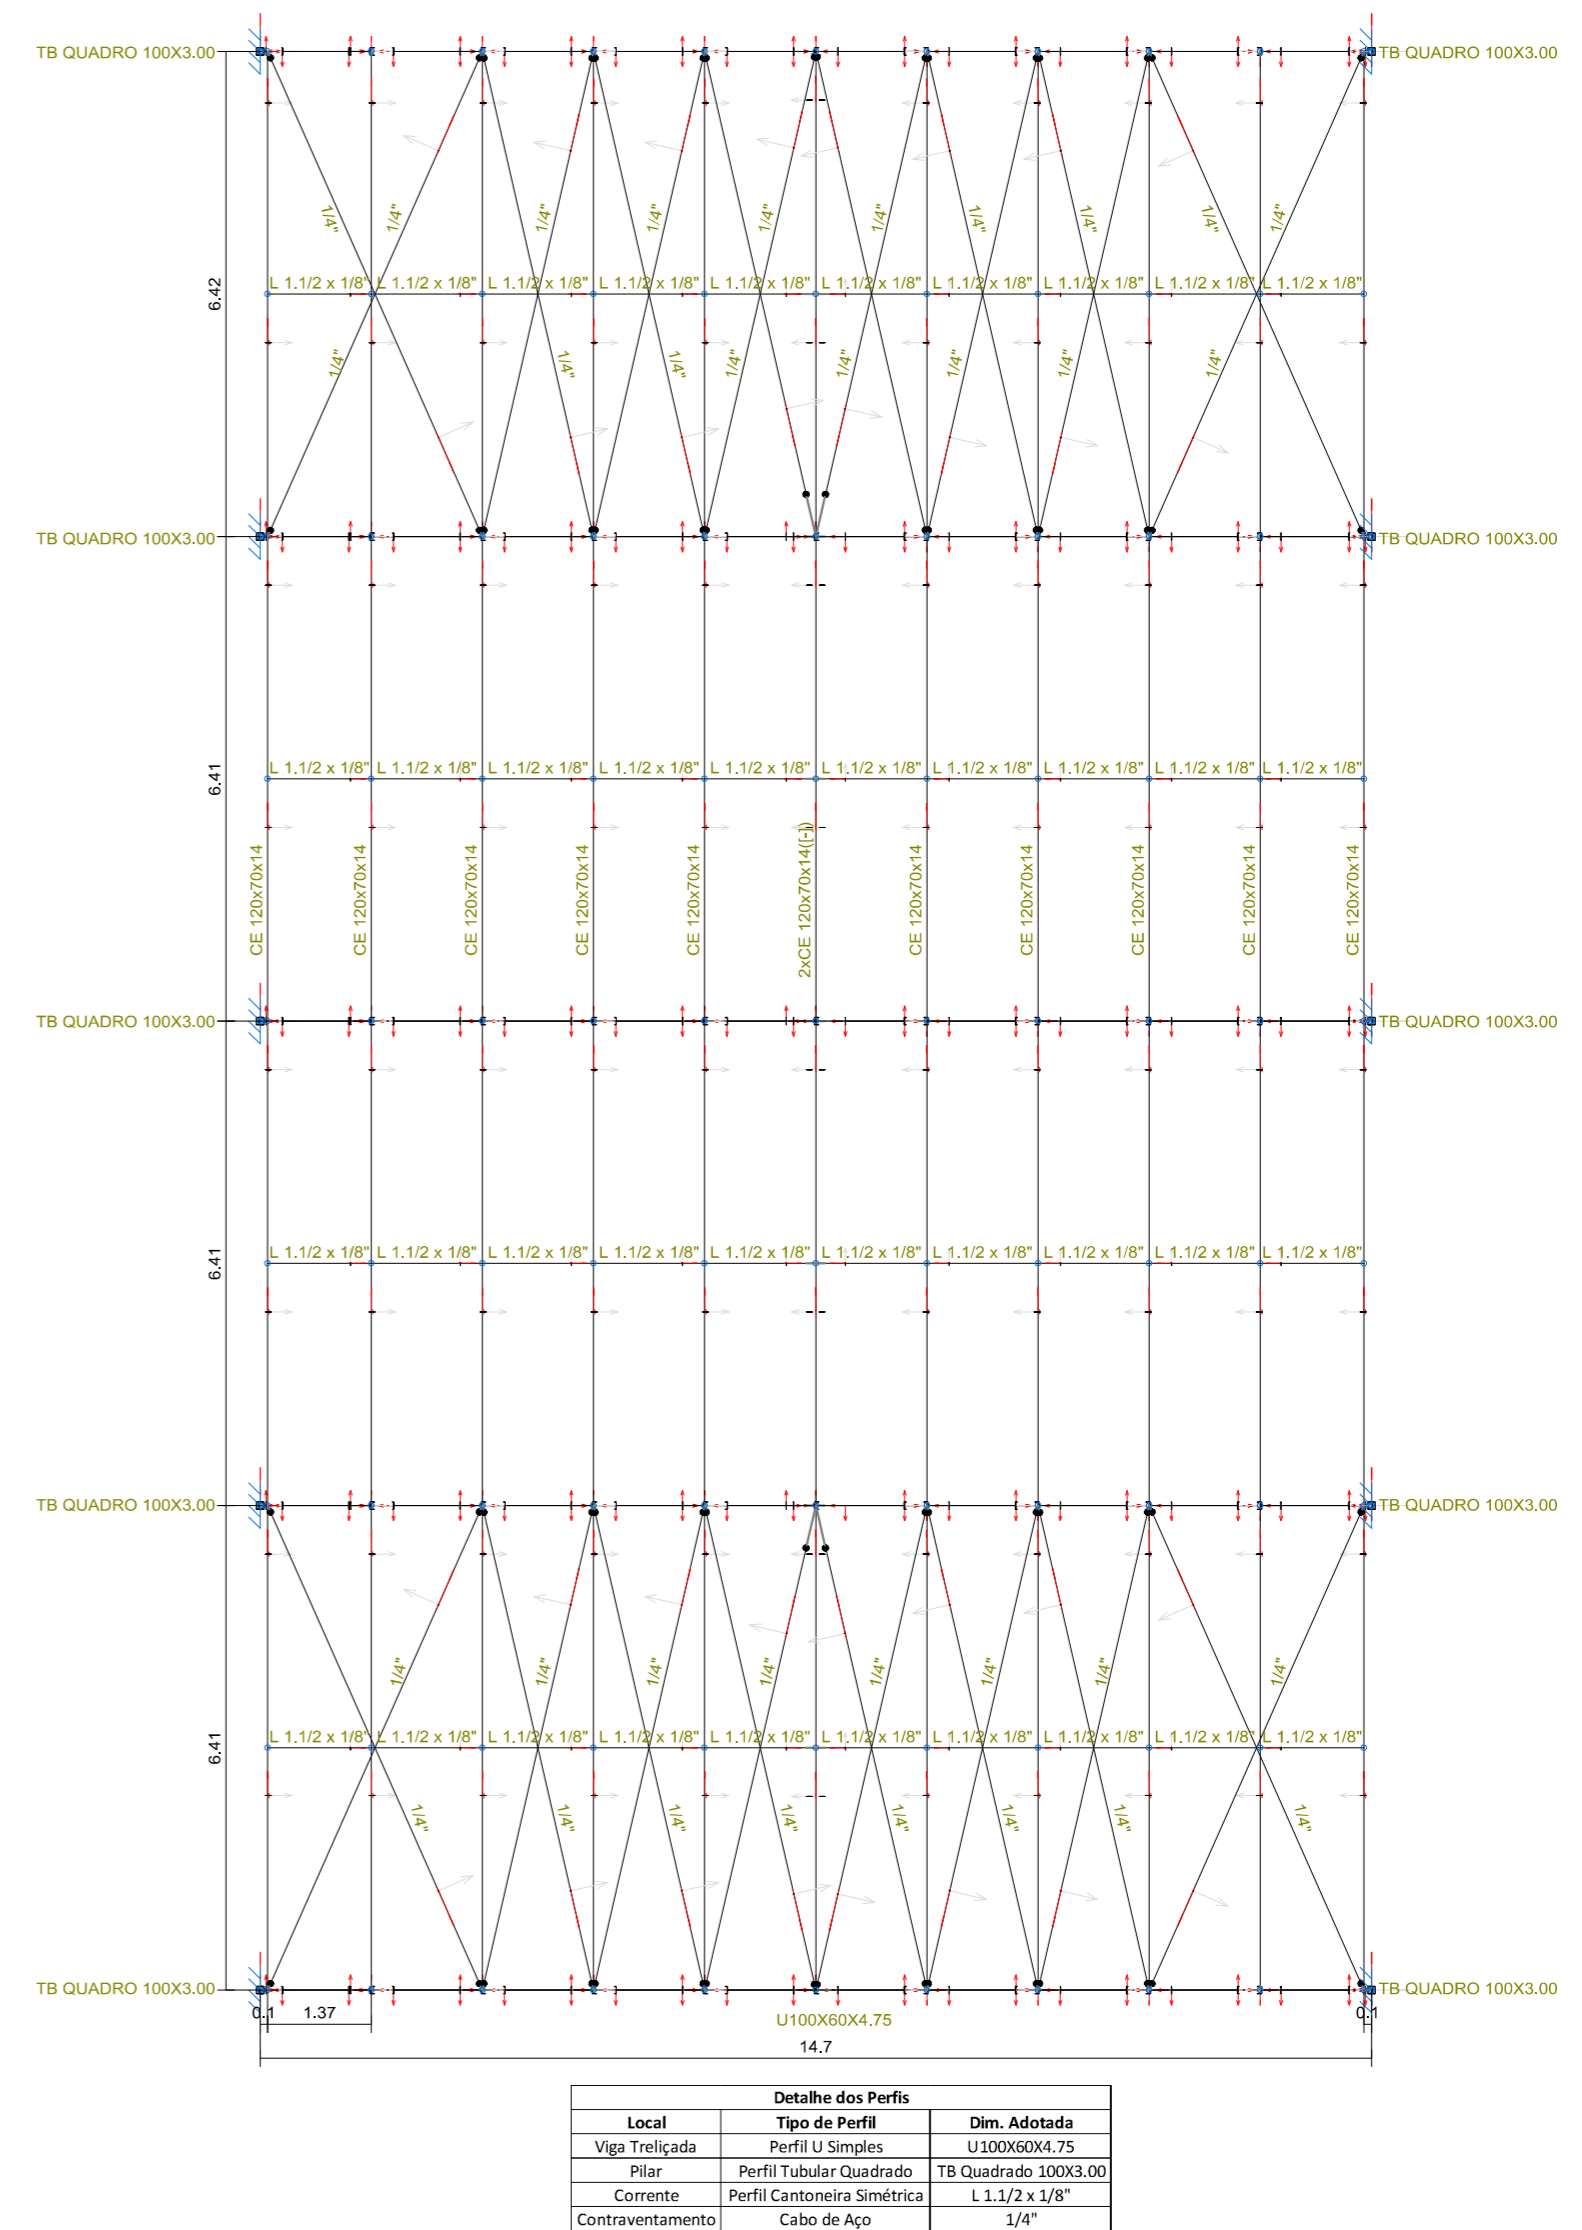 TB QUADRO 100X3.00 TB QUADRO 100X3.00
1/4" 1/4" 1/4" 1/4" 1/4" 1/4" 1/4" 1/4" 1/4" 1/4"
6.42
L 1.1/2 x 1/8" L 1.1/2 x 1/8" L 1.1/2 x 1/8" L 1.1/2 x 1/8" L 1.1/2 x 1/8" L 1.1/2 x 1/8" L 1.1/2 x 1/8" L 1.1/2 x 1/8" L 1.1/2 x 1/8" L 1.1/2 x 1/8"
1/4" 1/4" 1/4" 1/4" 1/4" 1/4" 1/4" 1/4"
TB QUADRO 100X3.00 TB QUADRO 100X3.00
6.41
L 1.1/2 x 1/8" L 1.1/2 x 1/8" L 1.1/2 x 1/8" L 1.1/2 x 1/8" L 1.1/2 x 1/8" L 1.1/2 x 1/8" L 1.1/2 x 1/8" L 1.1/2 x 1/8" L 1.1/2 x 1/8" L 1.1/2 x 1/8"
CE 120x70x14
CE 120x70x14
CE 120x70x14
CE 120x70x14
CE 120x70x14
2xCE 120x70x14([-])
CE 120x70x14
CE 120x70x14
CE 120x70x14
CE 120x70x14
CE 120x70x14
TB QUADRO 100X3.00 TB QUADRO 100X3.00
6.41
L 1.1/2 x 1/8" L 1.1/2 x 1/8" L 1.1/2 x 1/8" L 1.1/2 x 1/8" L 1.1/2 x 1/8" L 1.1/2 x 1/8" L 1.1/2 x 1/8" L 1.1/2 x 1/8" L 1.1/2 x 1/8" L 1.1/2 x 1/8"
TB QUADRO 100X3.00 TB QUADRO 100X3.00
1/4" 1/4" 1/4" 1/4" 1/4" 1/4" 1/4" 1/4"
6.41
L 1.1/2 x 1/8" L 1.1/2 x 1/8" L 1.1/2 x 1/8" L 1.1/2 x 1/8" L 1.1/2 x 1/8" L 1.1/2 x 1/8" L 1.1/2 x 1/8" L 1.1/2 x 1/8" L 1.1/2 x 1/8" L 1.1/2 x 1/8"
1/4" 1/4" 1/4" 1/4" 1/4" 1/4" 1/4" 1/4"
TB QUADRO 100X3.00 TB QUADRO 100X3.00
0.1 1.37 0.1
U100X60X4.75
14.7
Detalhe dos Perfis
Local Tipo de Perfil Dim. Adotada
Viga Treliçada Perfil U Simples U100X60X4.75
Pilar Perfil Tubular Quadrado TB Quadrado 100X3.00
Corrente Perfil Cantoneira Simétrica L 1.1/2 x 1/8"
Contraventamento Cabo de Aço 1/4"